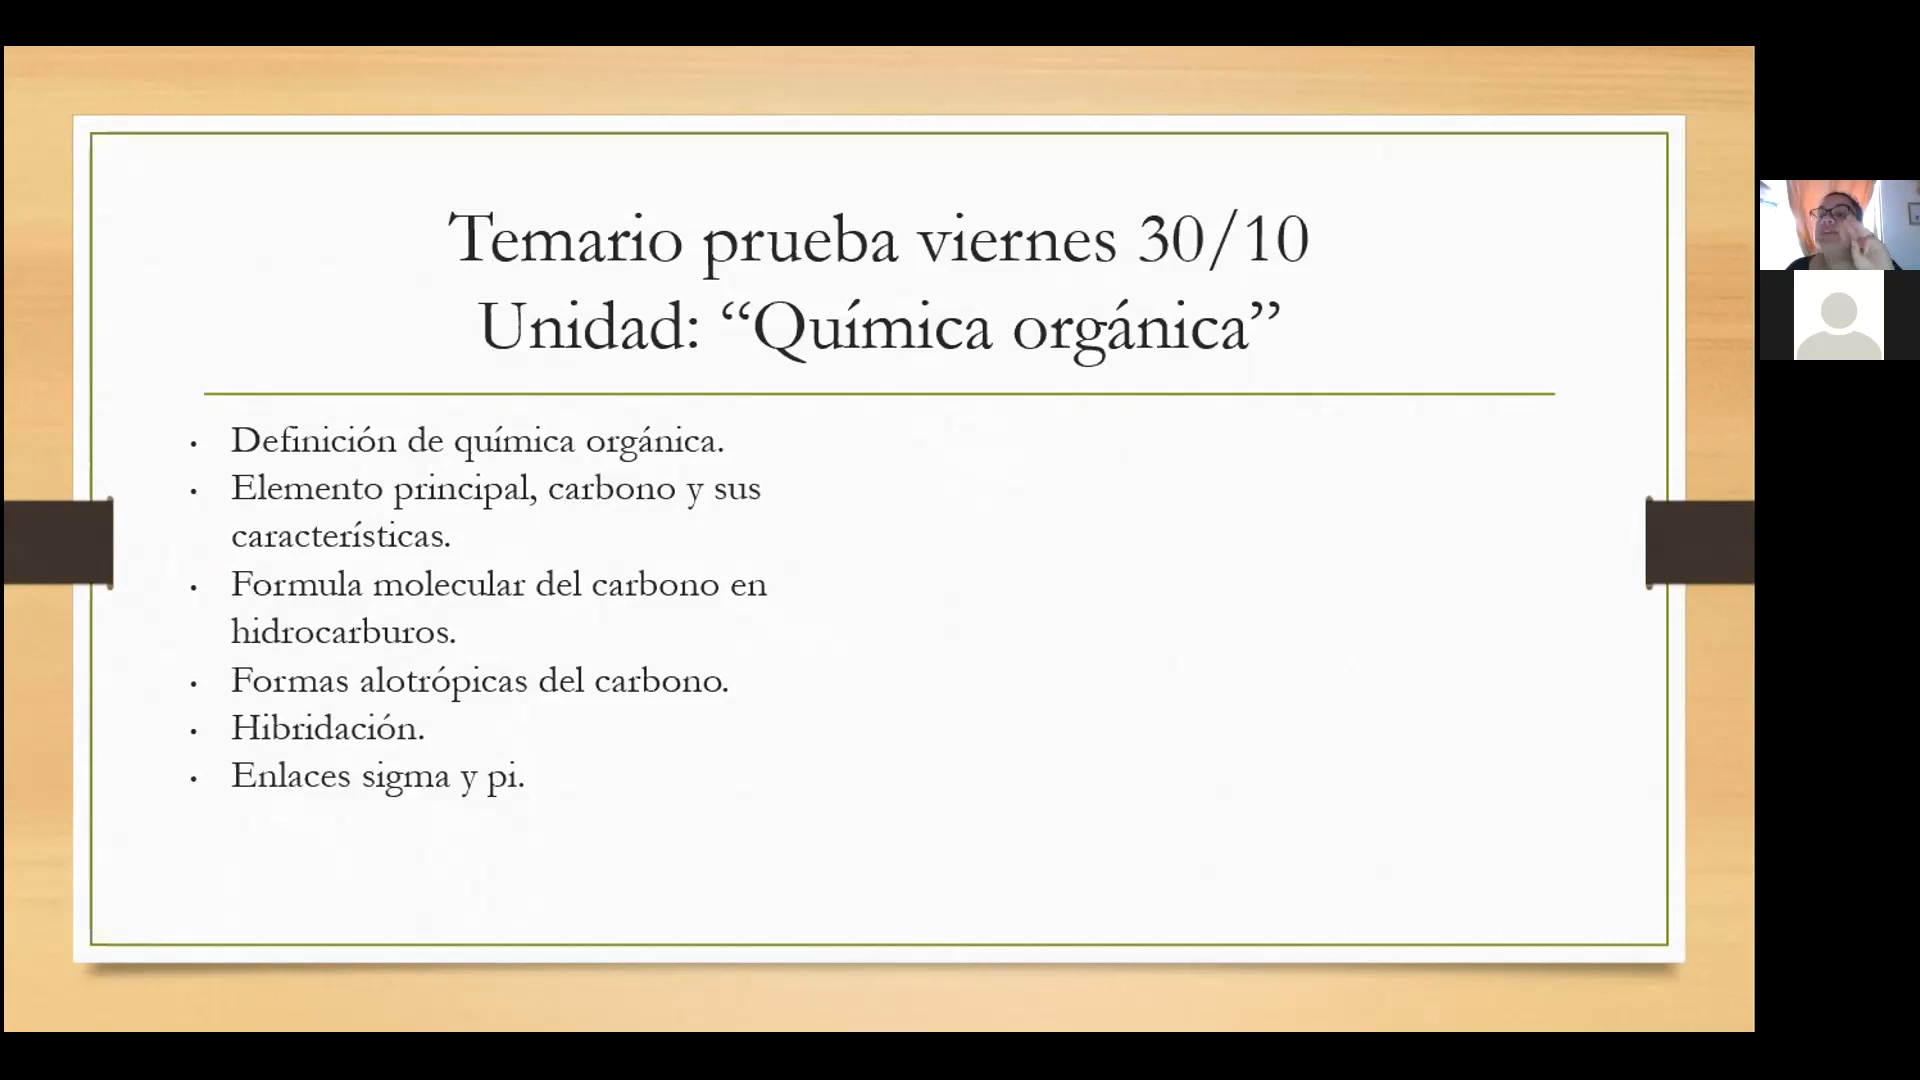 Temario prueba viernes 30/10
Unidad: “Química orgánica”
• Definición de química orgánica.
• Elemento principal, carbono y sus
características.
• Formula molecular del carbono en
hidrocarburos.
• Formas alotrópicas del carbono.
• Hibridación.
• Enlaces sigma y pi.